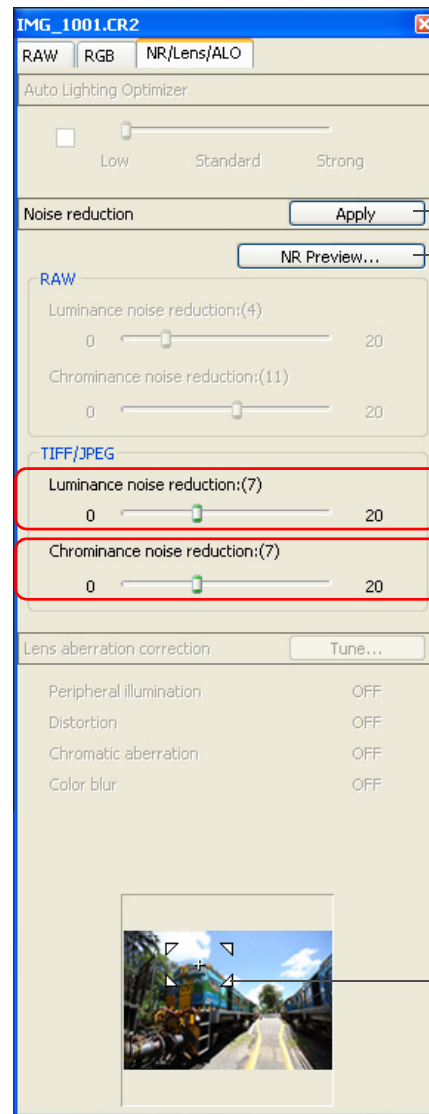 IMG_1001.CR2
RAW RGB NR/Lens/ALO
Auto Lighting Optimizer
Low Standard Strong
Noise reduction Apply
NR Preview...
RAW
Luminance noise reduction:(4)
0 20
Chrominance noise reduction:(11)
0 20
TIFF/JPEG
Luminance noise reduction:(7)
0 20
Chrominance noise reduction:(7)
0 20
Lens aberration correction Tune...
Peripheral illumination OFF
Distortion OFF
Chromatic aberration OFF
Color blur OFF